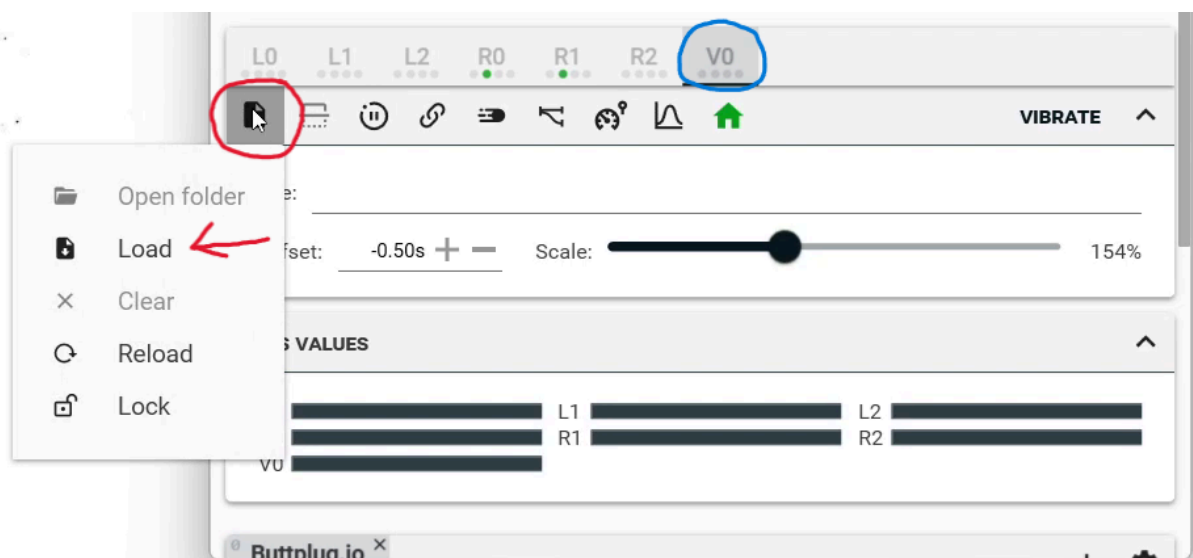 L0 L1 L2 R0 R1 R2 V0
VIBRATE
Open folder
Load
-0.50s Scale: 154%
Clear
Reload
VALUES
Lock
L1 L2
R1 R2
V0
0 Buttplug.io